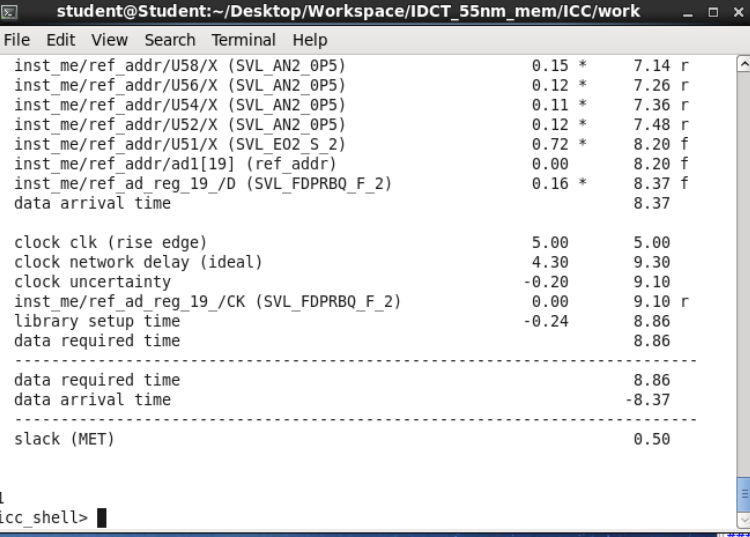 student@Student:~/Desktop/Workspace/IDCT_55nm_mem/ICC/work
File Edit View Search Terminal Help
inst_me/ref_addr/U58/X (SVL_AN2_0P5) 0.15 * 7.14 r
inst_me/ref_addr/U56/X (SVL_AN2_0P5) 0.12 * 7.26 r
inst_me/ref_addr/U54/X (SVL_AN2_0P5) 0.11 * 7.36 r
inst_me/ref_addr/U52/X (SVL_AN2_0P5) 0.12 * 7.48 r
inst_me/ref_addr/U51/X (SVL_EO2_S_2) 0.72 * 8.20 f
inst_me/ref_addr/ad1[19] (ref_addr) 0.00 8.20 f
inst_me/ref_ad_reg_19_/D (SVL_FDPRBQ_F_2) 0.16 * 8.37 f
data arrival time 8.37
clock clk (rise edge) 5.00 5.00
clock network delay (ideal) 4.30 9.30
clock uncertainty -0.20 9.10
inst_me/ref_ad_reg_19_/CK (SVL_FDPRBQ_F_2) 0.00 9.10 r
library setup time -0.24 8.86
data required time 8.86
--------------------------------------------------------------------------
data required time 8.86
data arrival time -8.37
--------------------------------------------------------------------------
slack (MET) 0.50
1
icc_shell>